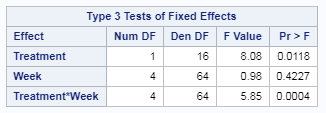 Type 3 Tests of Fixed Effects
Effect Num DF Den DF F Value Pr > F
Treatment 1 16 8.08 0.0118
Week 4 64 0.98 0.4227
Treatment*Week 4 64 5.85 0.0004